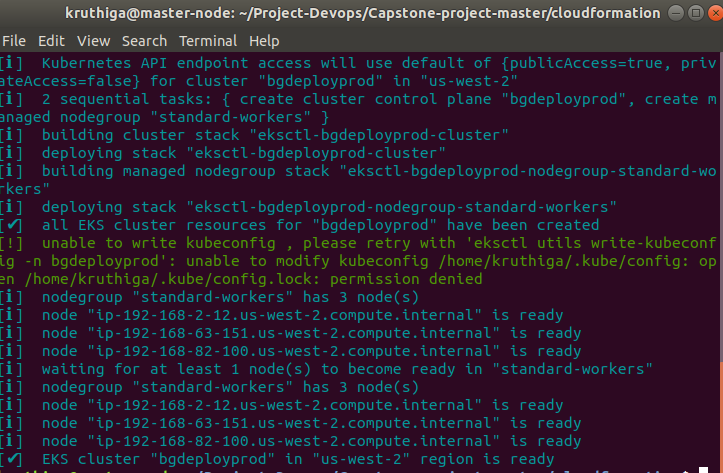 kruthiga@master-node: ~/Project-Devops/Capstone-project-master/cloudformation
File Edit View Search Terminal Help
[ℹ]  Kubernetes API endpoint access will use default of {publicAccess=true, priv
ateAccess=false} for cluster "bgdeployprod" in "us-west-2"
[ℹ]  2 sequential tasks: { create cluster control plane "bgdeployprod", create m
anaged nodegroup "standard-workers" }
[ℹ]  building cluster stack "eksctl-bgdeployprod-cluster"
[ℹ]  deploying stack "eksctl-bgdeployprod-cluster"
[ℹ]  building managed nodegroup stack "eksctl-bgdeployprod-nodegroup-standard-wo
rkers"
[ℹ]  deploying stack "eksctl-bgdeployprod-nodegroup-standard-workers"
[✔]  all EKS cluster resources for "bgdeployprod" have been created
[!]  unable to write kubeconfig , please retry with 'eksctl utils write-kubeconf
ig -n bgdeployprod': unable to modify kubeconfig /home/kruthiga/.kube/config: op
en /home/kruthiga/.kube/config.lock: permission denied
[ℹ]  nodegroup "standard-workers" has 3 node(s)
[ℹ]  node "ip-192-168-2-12.us-west-2.compute.internal" is ready
[ℹ]  node "ip-192-168-63-151.us-west-2.compute.internal" is ready
[ℹ]  node "ip-192-168-82-100.us-west-2.compute.internal" is ready
[ℹ]  waiting for at least 1 node(s) to become ready in "standard-workers"
[ℹ]  nodegroup "standard-workers" has 3 node(s)
[ℹ]  node "ip-192-168-2-12.us-west-2.compute.internal" is ready
[ℹ]  node "ip-192-168-63-151.us-west-2.compute.internal" is ready
[ℹ]  node "ip-192-168-82-100.us-west-2.compute.internal" is ready
[✔]  EKS cluster "bgdeployprod" in "us-west-2" region is ready